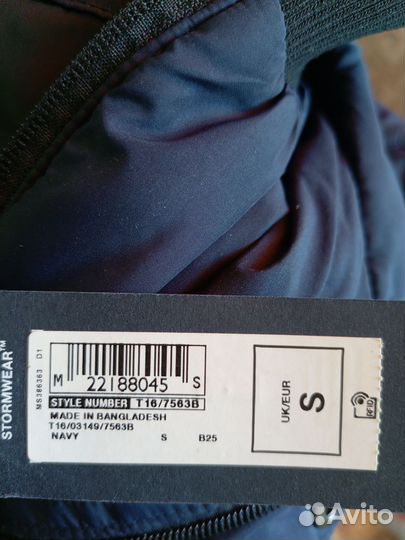 STORMWEAR™
MS386363 D1
M 22188045 S
STYLE NUMBER T16/7563B
MADE IN BANGLADESH
T16/03149/7563B
NAVY S B25
UK/EUR
S
RFID
Avito